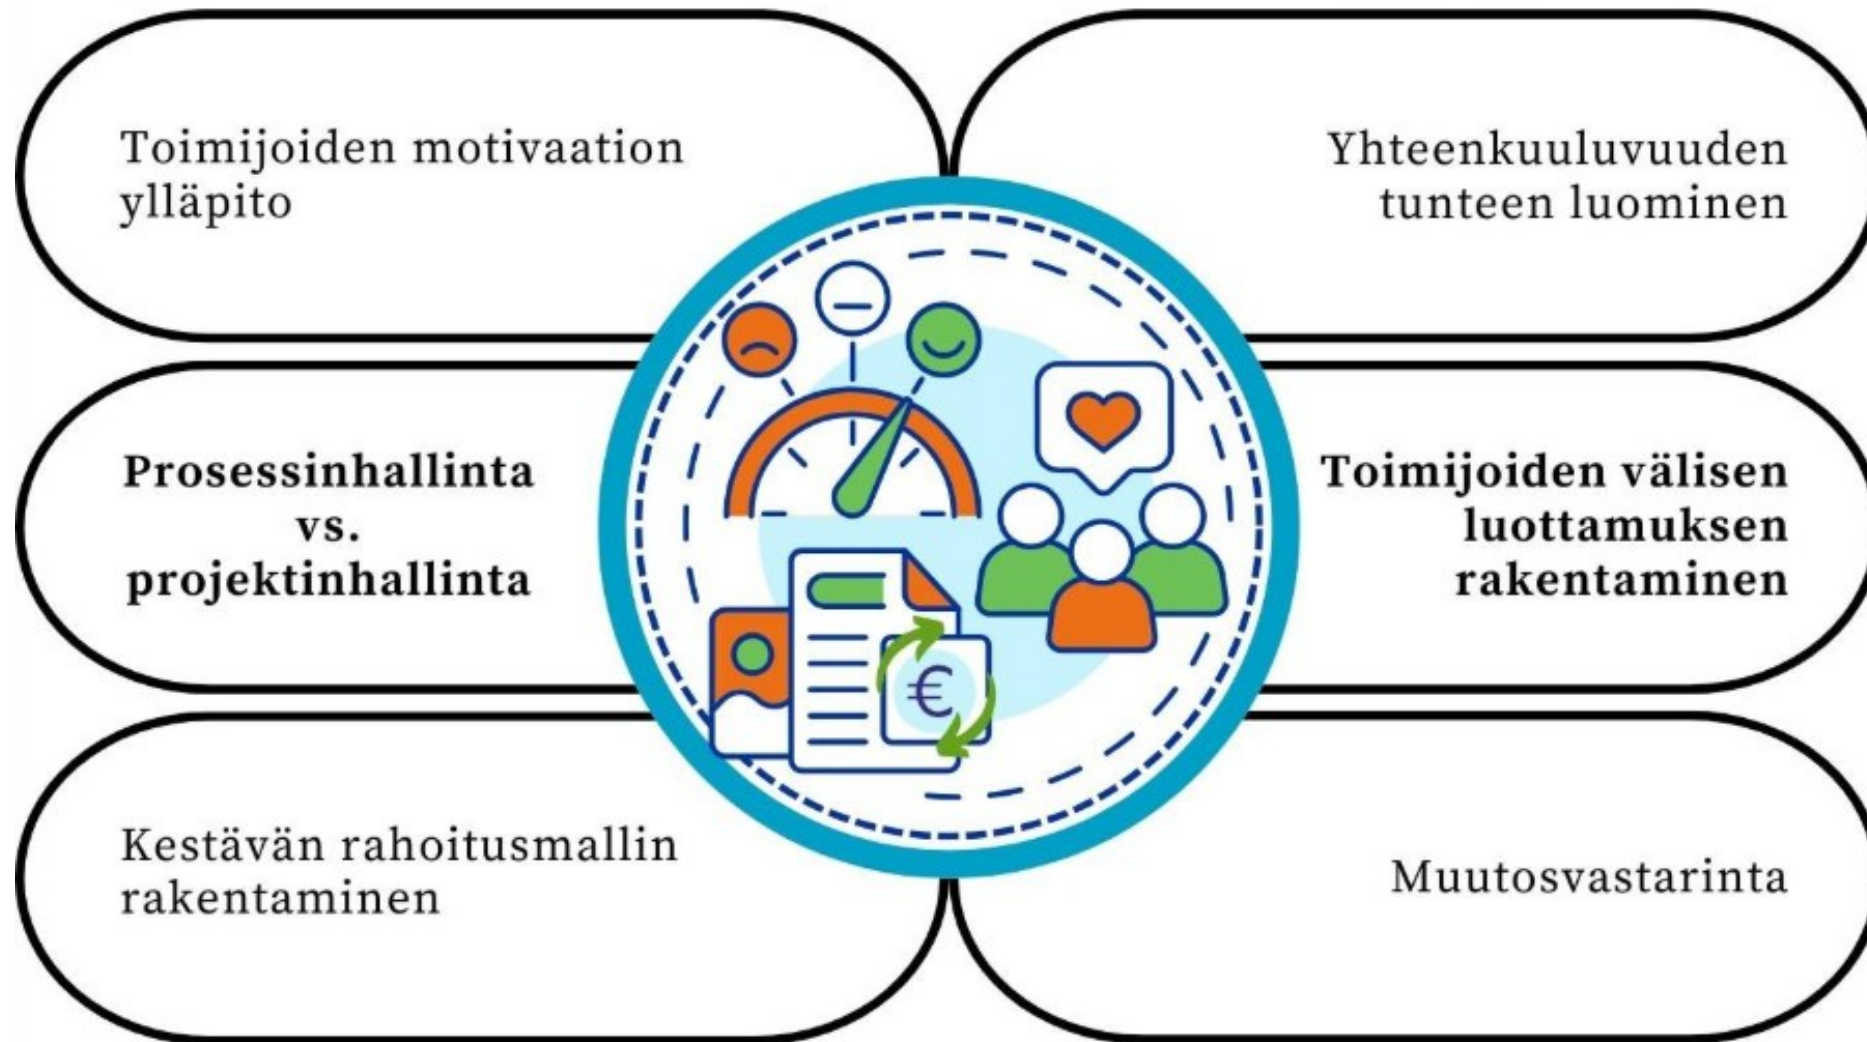 Toimijoiden motivaation
ylläpito
Yhteenkuuluvuuden
tunteen luominen
Prosessinhallinta
vs.
projektinhallinta
Toimijoiden välisen
luottamuksen
rakentaminen
€
Kestävän rahoitusmallin
rakentaminen
Muutosvastarinta